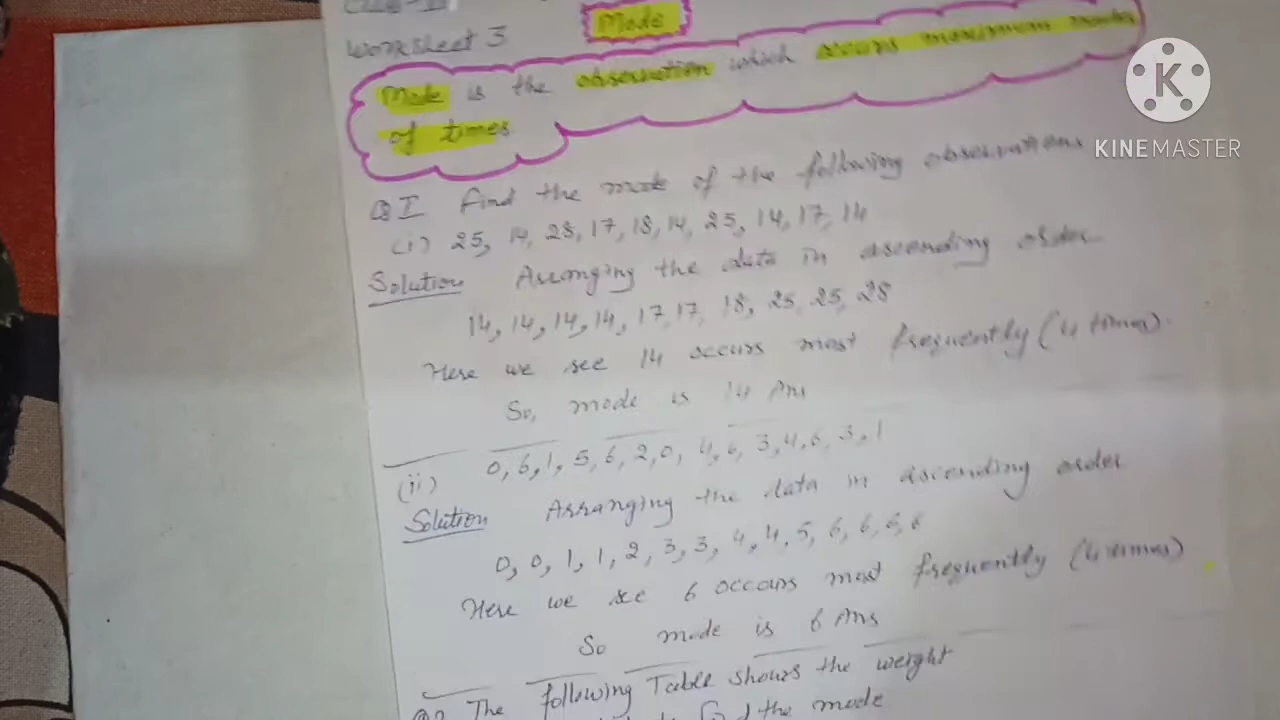 Worksheet 3
Mode
Mode is the observation which occurs maximum number
of times
Q I Find the mode of the following observations
(i) 25, 14, 28, 17, 18, 14, 25, 14, 17, 14
Solution Arranging the data in ascending order
14, 14, 14, 14, 17, 17, 18, 25, 25, 28
Here we see 14 occurs most frequently (4 times).
So, mode is 14 Ans
(ii) 0, 6, 1, 5, 6, 2, 0, 4, 6, 3, 4, 6, 3, 1
Solution Arranging the data in ascending order
0, 0, 1, 1, 2, 3, 3, 4, 4, 5, 6, 6, 6, 6
Here we see 6 occurs most frequently (4 times)
So mode is 6 Ans
Q2 The following Table shows the weight
the mode
K
KINEMASTER